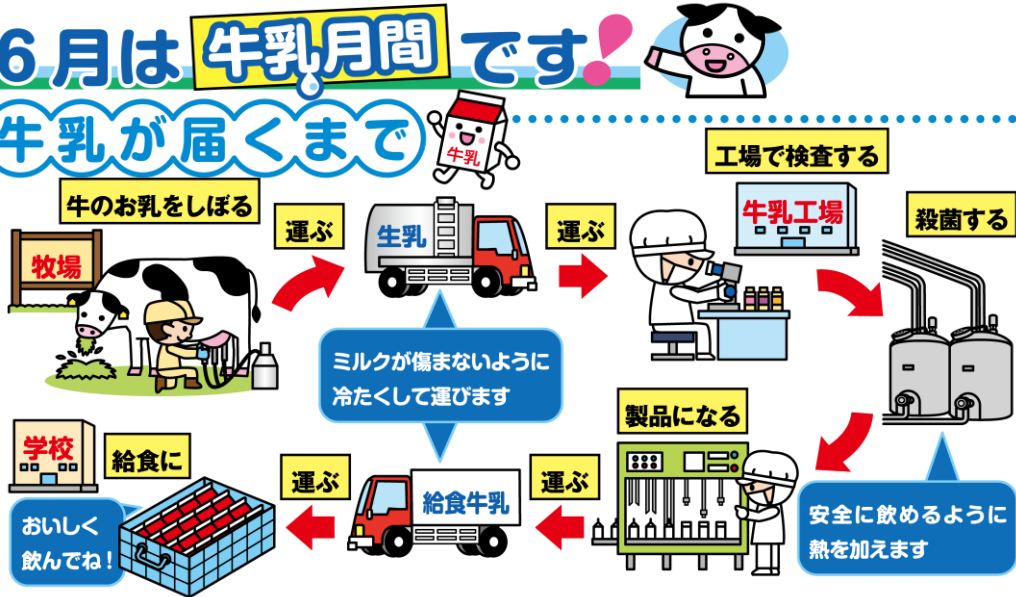 6月は牛乳月間です!
牛乳が届くまで
牛乳
牛のお乳をしぼる
牧場
運ぶ
生乳
運ぶ
工場で検査する
牛乳工場
殺菌する
ミルクが傷まないように
冷たくして運びます
安全に飲めるように
熱を加えます
製品になる
運ぶ
給食牛乳
運ぶ
給食に
学校
おいしく
飲んでね!